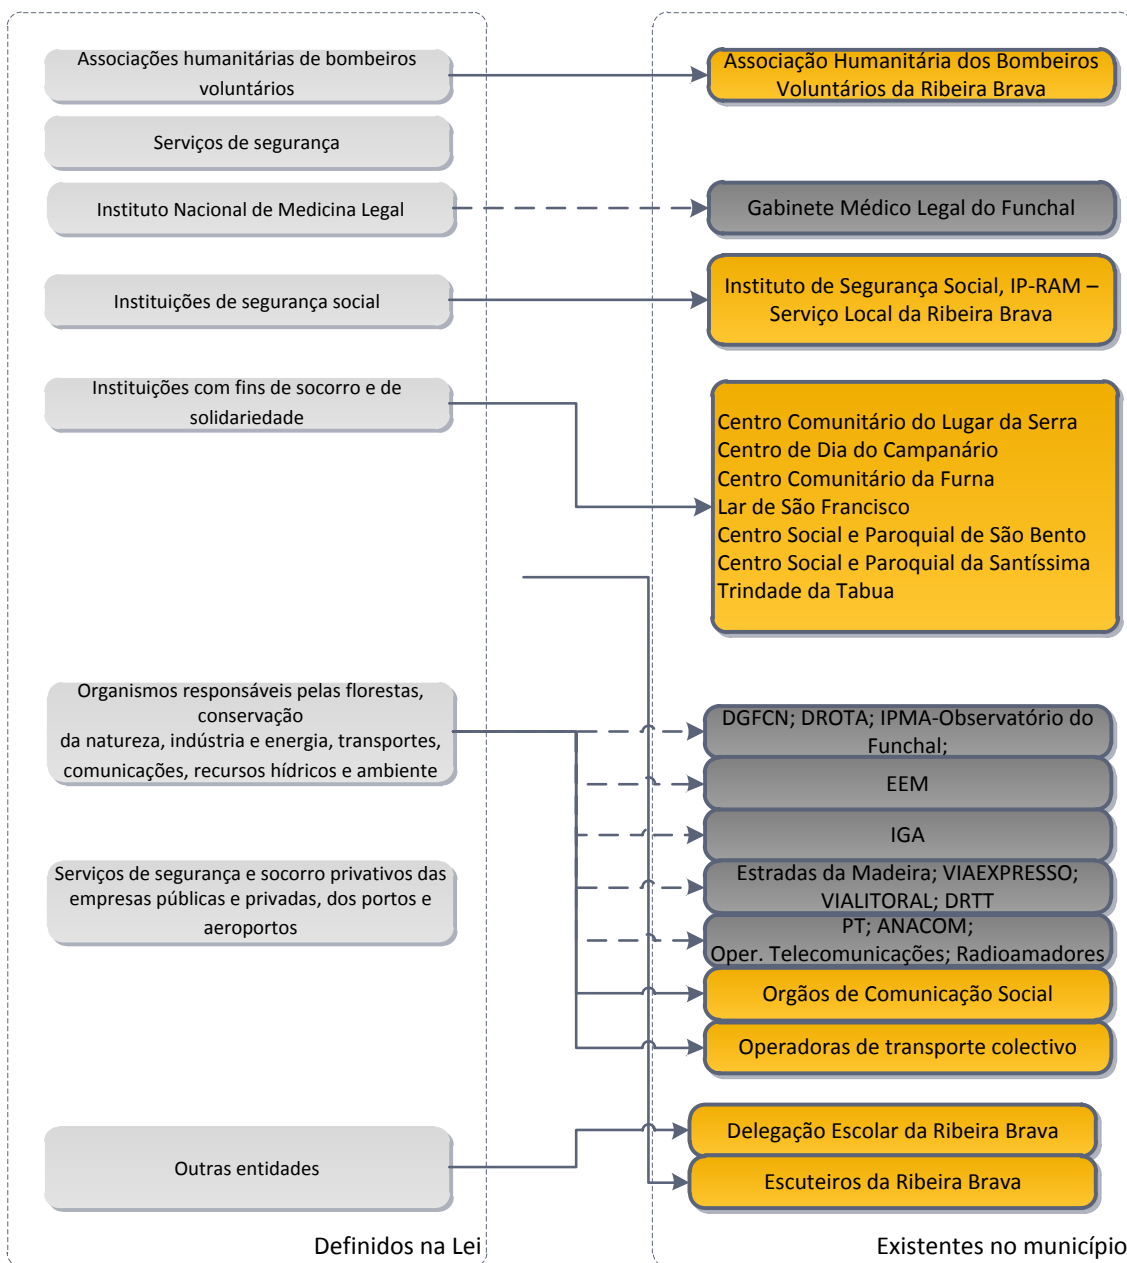 Associações humanitárias de bombeiros
voluntários
Serviços de segurança
Instituto Nacional de Medicina Legal
Instituições de segurança social
Instituições com fins de socorro e de
solidariedade
Organismos responsáveis pelas florestas,
conservação
da natureza, indústria e energia, transportes,
comunicações, recursos hídricos e ambiente
Serviços de segurança e socorro privativos das
empresas públicas e privadas, dos portos e
aeroportos
Outras entidades
Definidos na Lei
Associação Humanitária dos Bombeiros
Voluntários da Ribeira Brava
Gabinete Médico Legal do Funchal
Instituto de Segurança Social, IP-RAM –
Serviço Local da Ribeira Brava
Centro Comunitário do Lugar da Serra
Centro de Dia do Campanário
Centro Comunitário da Furna
Lar de São Francisco
Centro Social e Paroquial de São Bento
Centro Social e Paroquial da Santíssima
Trindade da Tabua
DGFCN; DROTA; IPMA-Observatório do
Funchal;
EEM
IGA
Estradas da Madeira; VIAEXPRESSO;
VIALITORAL; DRTT
PT; ANACOM;
Oper. Telecomunicações; Radioamadores
Orgãos de Comunicação Social
Operadoras de transporte colectivo
Delegação Escolar da Ribeira Brava
Escuteiros da Ribeira Brava
Existentes no município